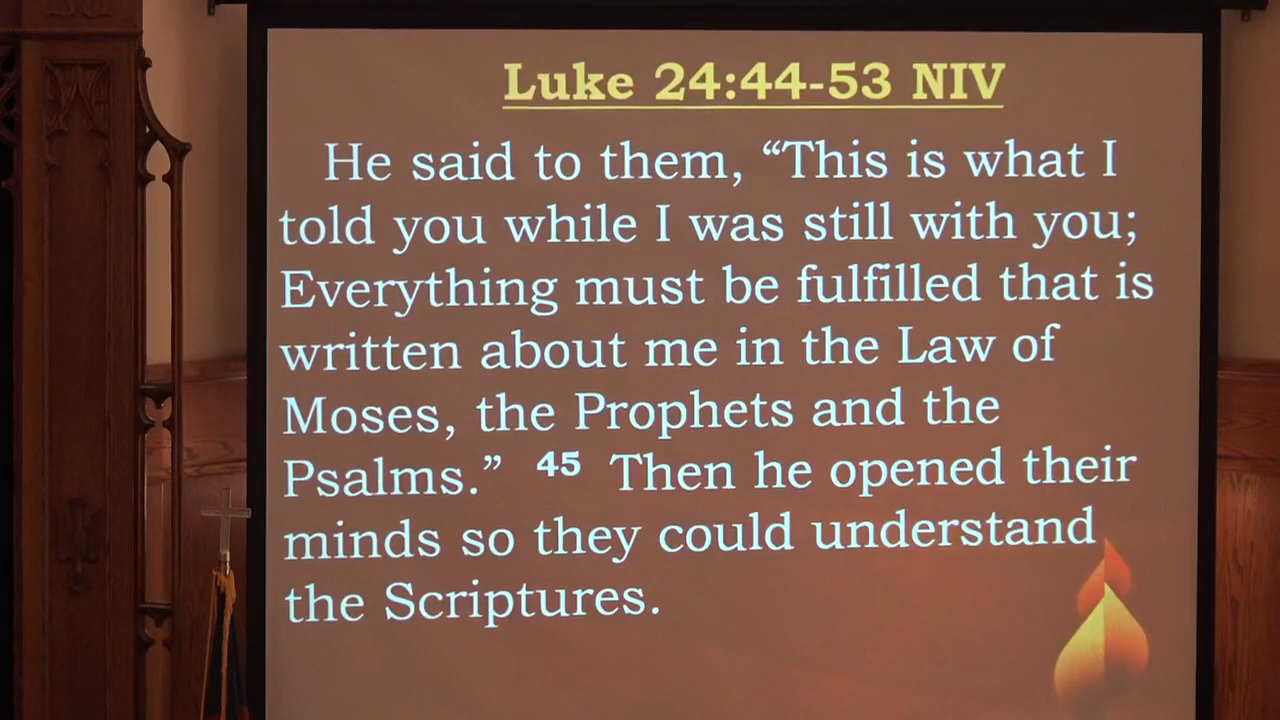 Luke 24:44-53 NIV
He said to them, “This is what I
told you while I was still with you;
Everything must be fulfilled that is
written about me in the Law of
Moses, the Prophets and the
Psalms.” 45 Then he opened their
minds so they could understand
the Scriptures.